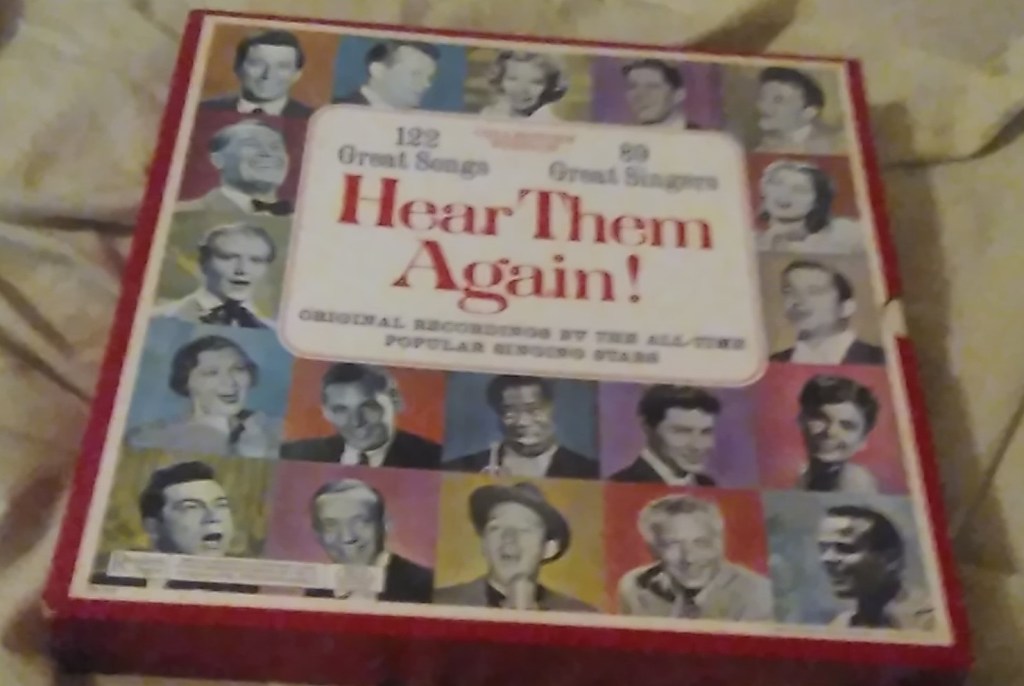 122
Great Songs
89
Great Singers
Hear Them
Again!
ORIGINAL RECORDINGS BY THE ALL-TIME
POPULAR SINGING STARS